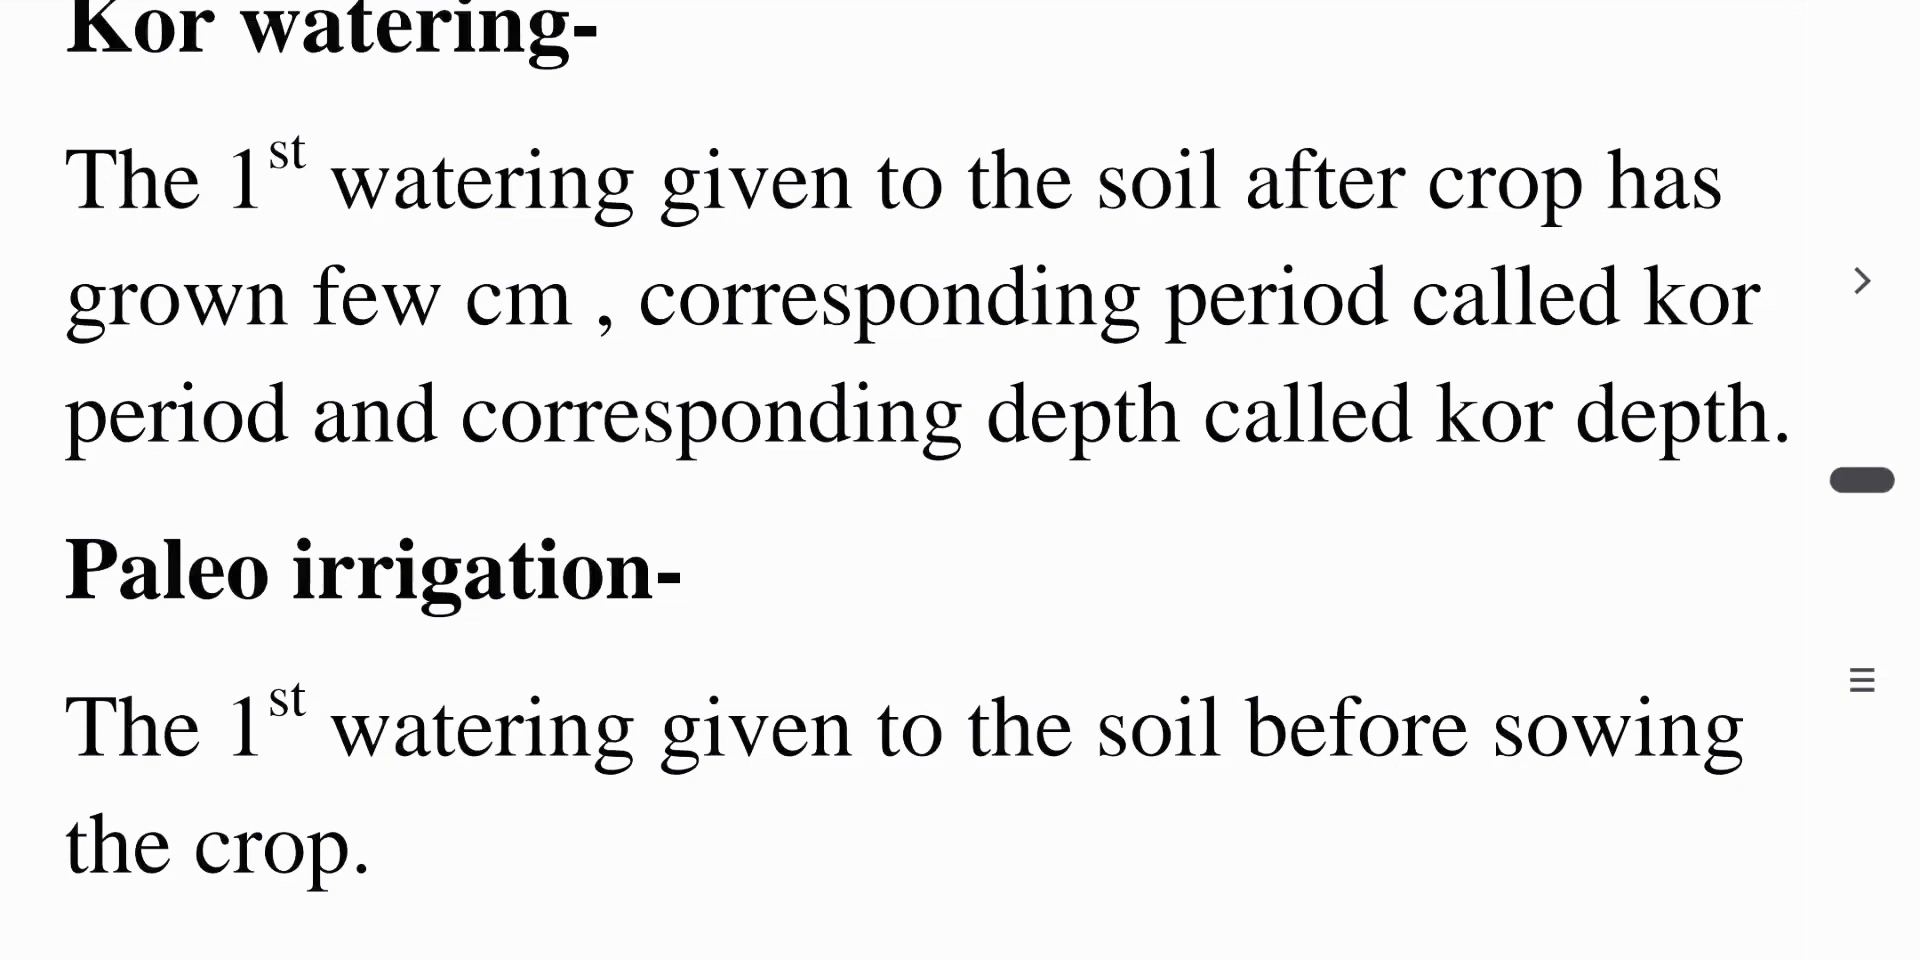 Kor watering-
The 1st watering given to the soil after crop has
grown few cm , corresponding period called kor
period and corresponding depth called kor depth.
Paleo irrigation-
The 1st watering given to the soil before sowing
the crop.